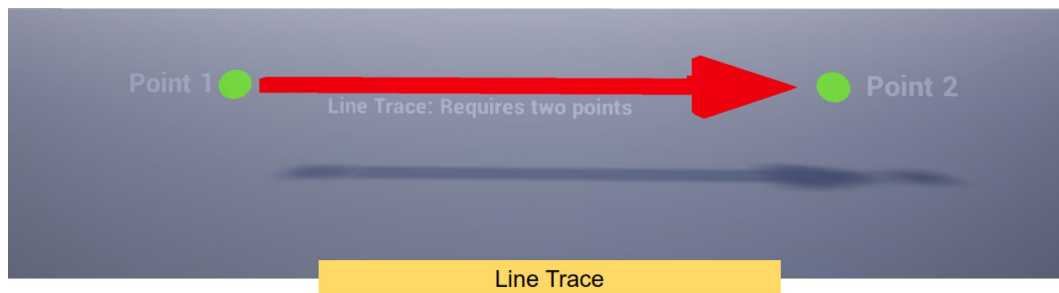 Point 1
Point 2
Line Trace: Requires two points
Line Trace